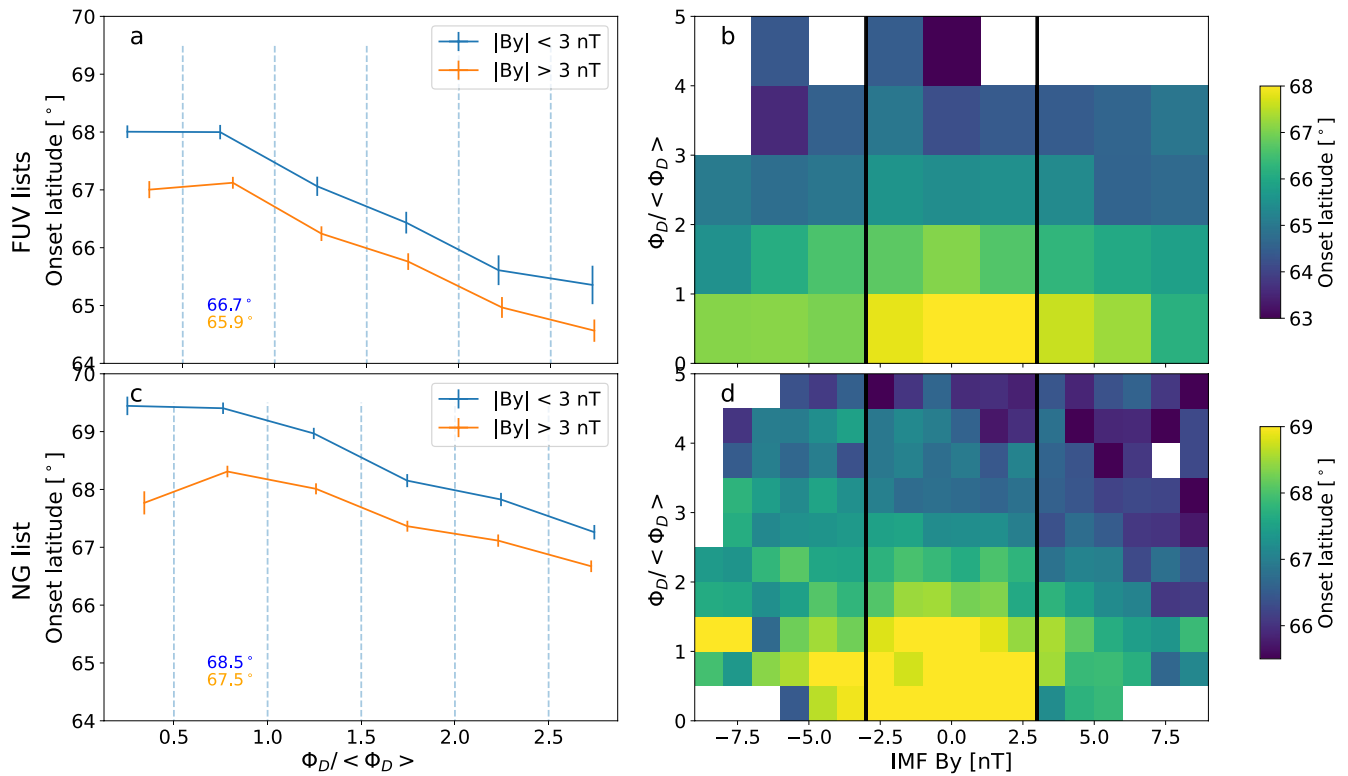 a
|By| < 3 nT
|By| > 3 nT
70
69
68
67
66
65
64
66.7°
65.9°
FUV lists
Onset latitude [°]
b
5
4
3
2
1
0
Φ_D/<Φ_D>
68
67
66
65
64
63
Onset latitude [°]
c
|By| < 3 nT
|By| > 3 nT
70
69
68
67
66
65
64
68.5°
67.5°
NG list
Onset latitude [°]
0.5 1.0 1.5 2.0 2.5
Φ_D/<Φ_D>
d
5
4
3
2
1
0
Φ_D/<Φ_D>
−7.5 −5.0 −2.5 0.0 2.5 5.0 7.5
IMF By [nT]
69
68
67
66
Onset latitude [°]